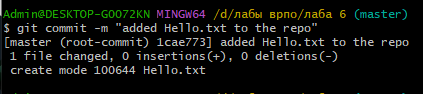 Admin@DESKTOP-GOO72KN MINGW64 /d/лабы врпо/лаба 6 (master)
$ git commit -m "added Hello.txt to the repo"
[master (root-commit) 1cae773] added Hello.txt to the repo
 1 file changed, 0 insertions(+), 0 deletions(-)
 create mode 100644 Hello.txt